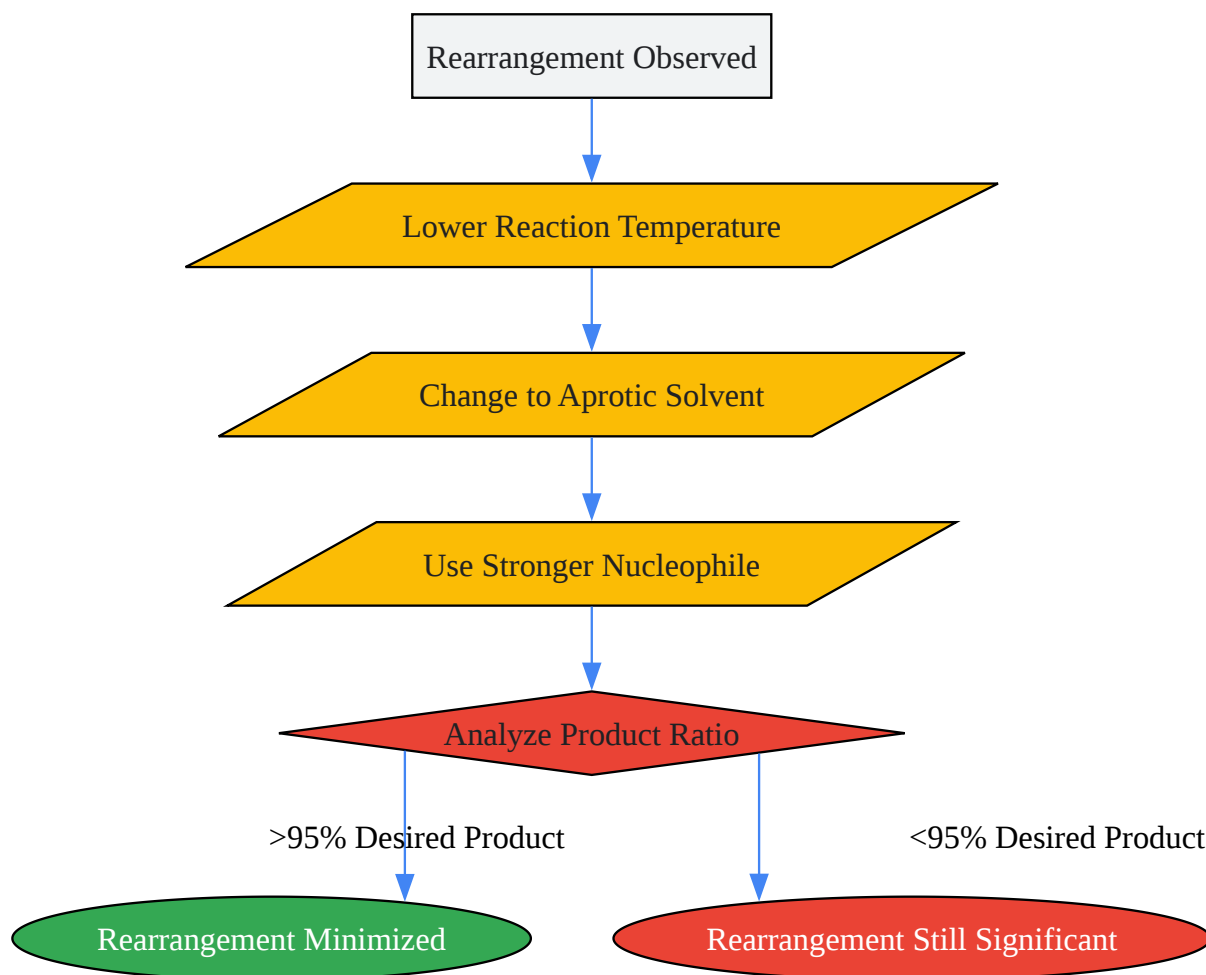 Rearrangement Observed
Lower Reaction Temperature
Change to Aprotic Solvent
Use Stronger Nucleophile
Analyze Product Ratio
>95% Desired Product
<95% Desired Product
Rearrangement Minimized
Rearrangement Still Significant